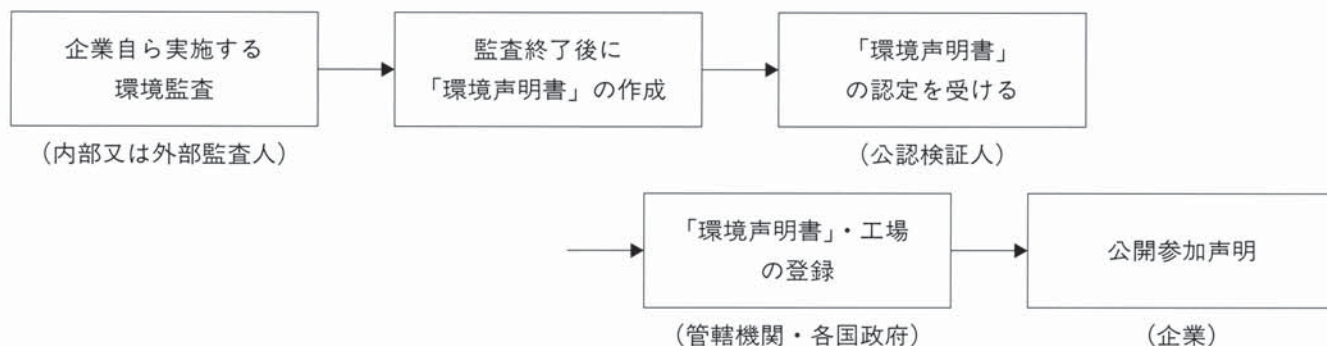 企業自ら実施する
環境監査
(内部又は外部監査人)
監査終了後に
「環境声明書」の作成
「環境声明書」
の認定を受ける
(公認検証人)
「環境声明書」・工場
の登録
(管轄機関・各国政府)
公開参加声明
(企業)